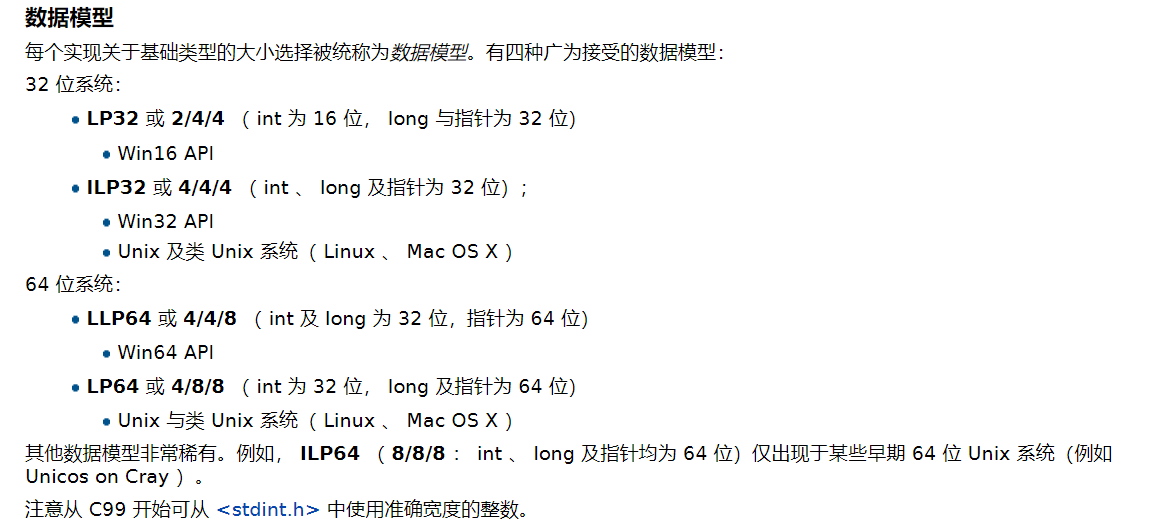 数据模型
每个实现关于基础类型的大小选择被统称为数据模型。有四种广为接受的数据模型：
32 位系统：
LP32 或 2/4/4 （ int 为 16 位， long 与指针为 32 位）
Win16 API
ILP32 或 4/4/4 （ int 、 long 及指针为 32 位）；
Win32 API
Unix 及类 Unix 系统（ Linux 、 Mac OS X ）
64 位系统：
LLP64 或 4/4/8 （ int 及 long 为 32 位，指针为 64 位）
Win64 API
LP64 或 4/8/8 （ int 为 32 位， long 及指针为 64 位）
Unix 与类 Unix 系统（ Linux 、 Mac OS X ）
其他数据模型非常稀有。例如， ILP64 （ 8/8/8 ： int 、 long 及指针均为 64 位）仅出现于某些早期 64 位 Unix 系统（例如
Unicos on Cray ）。
注意从 C99 开始可从 <stdint.h> 中使用准确宽度的整数。